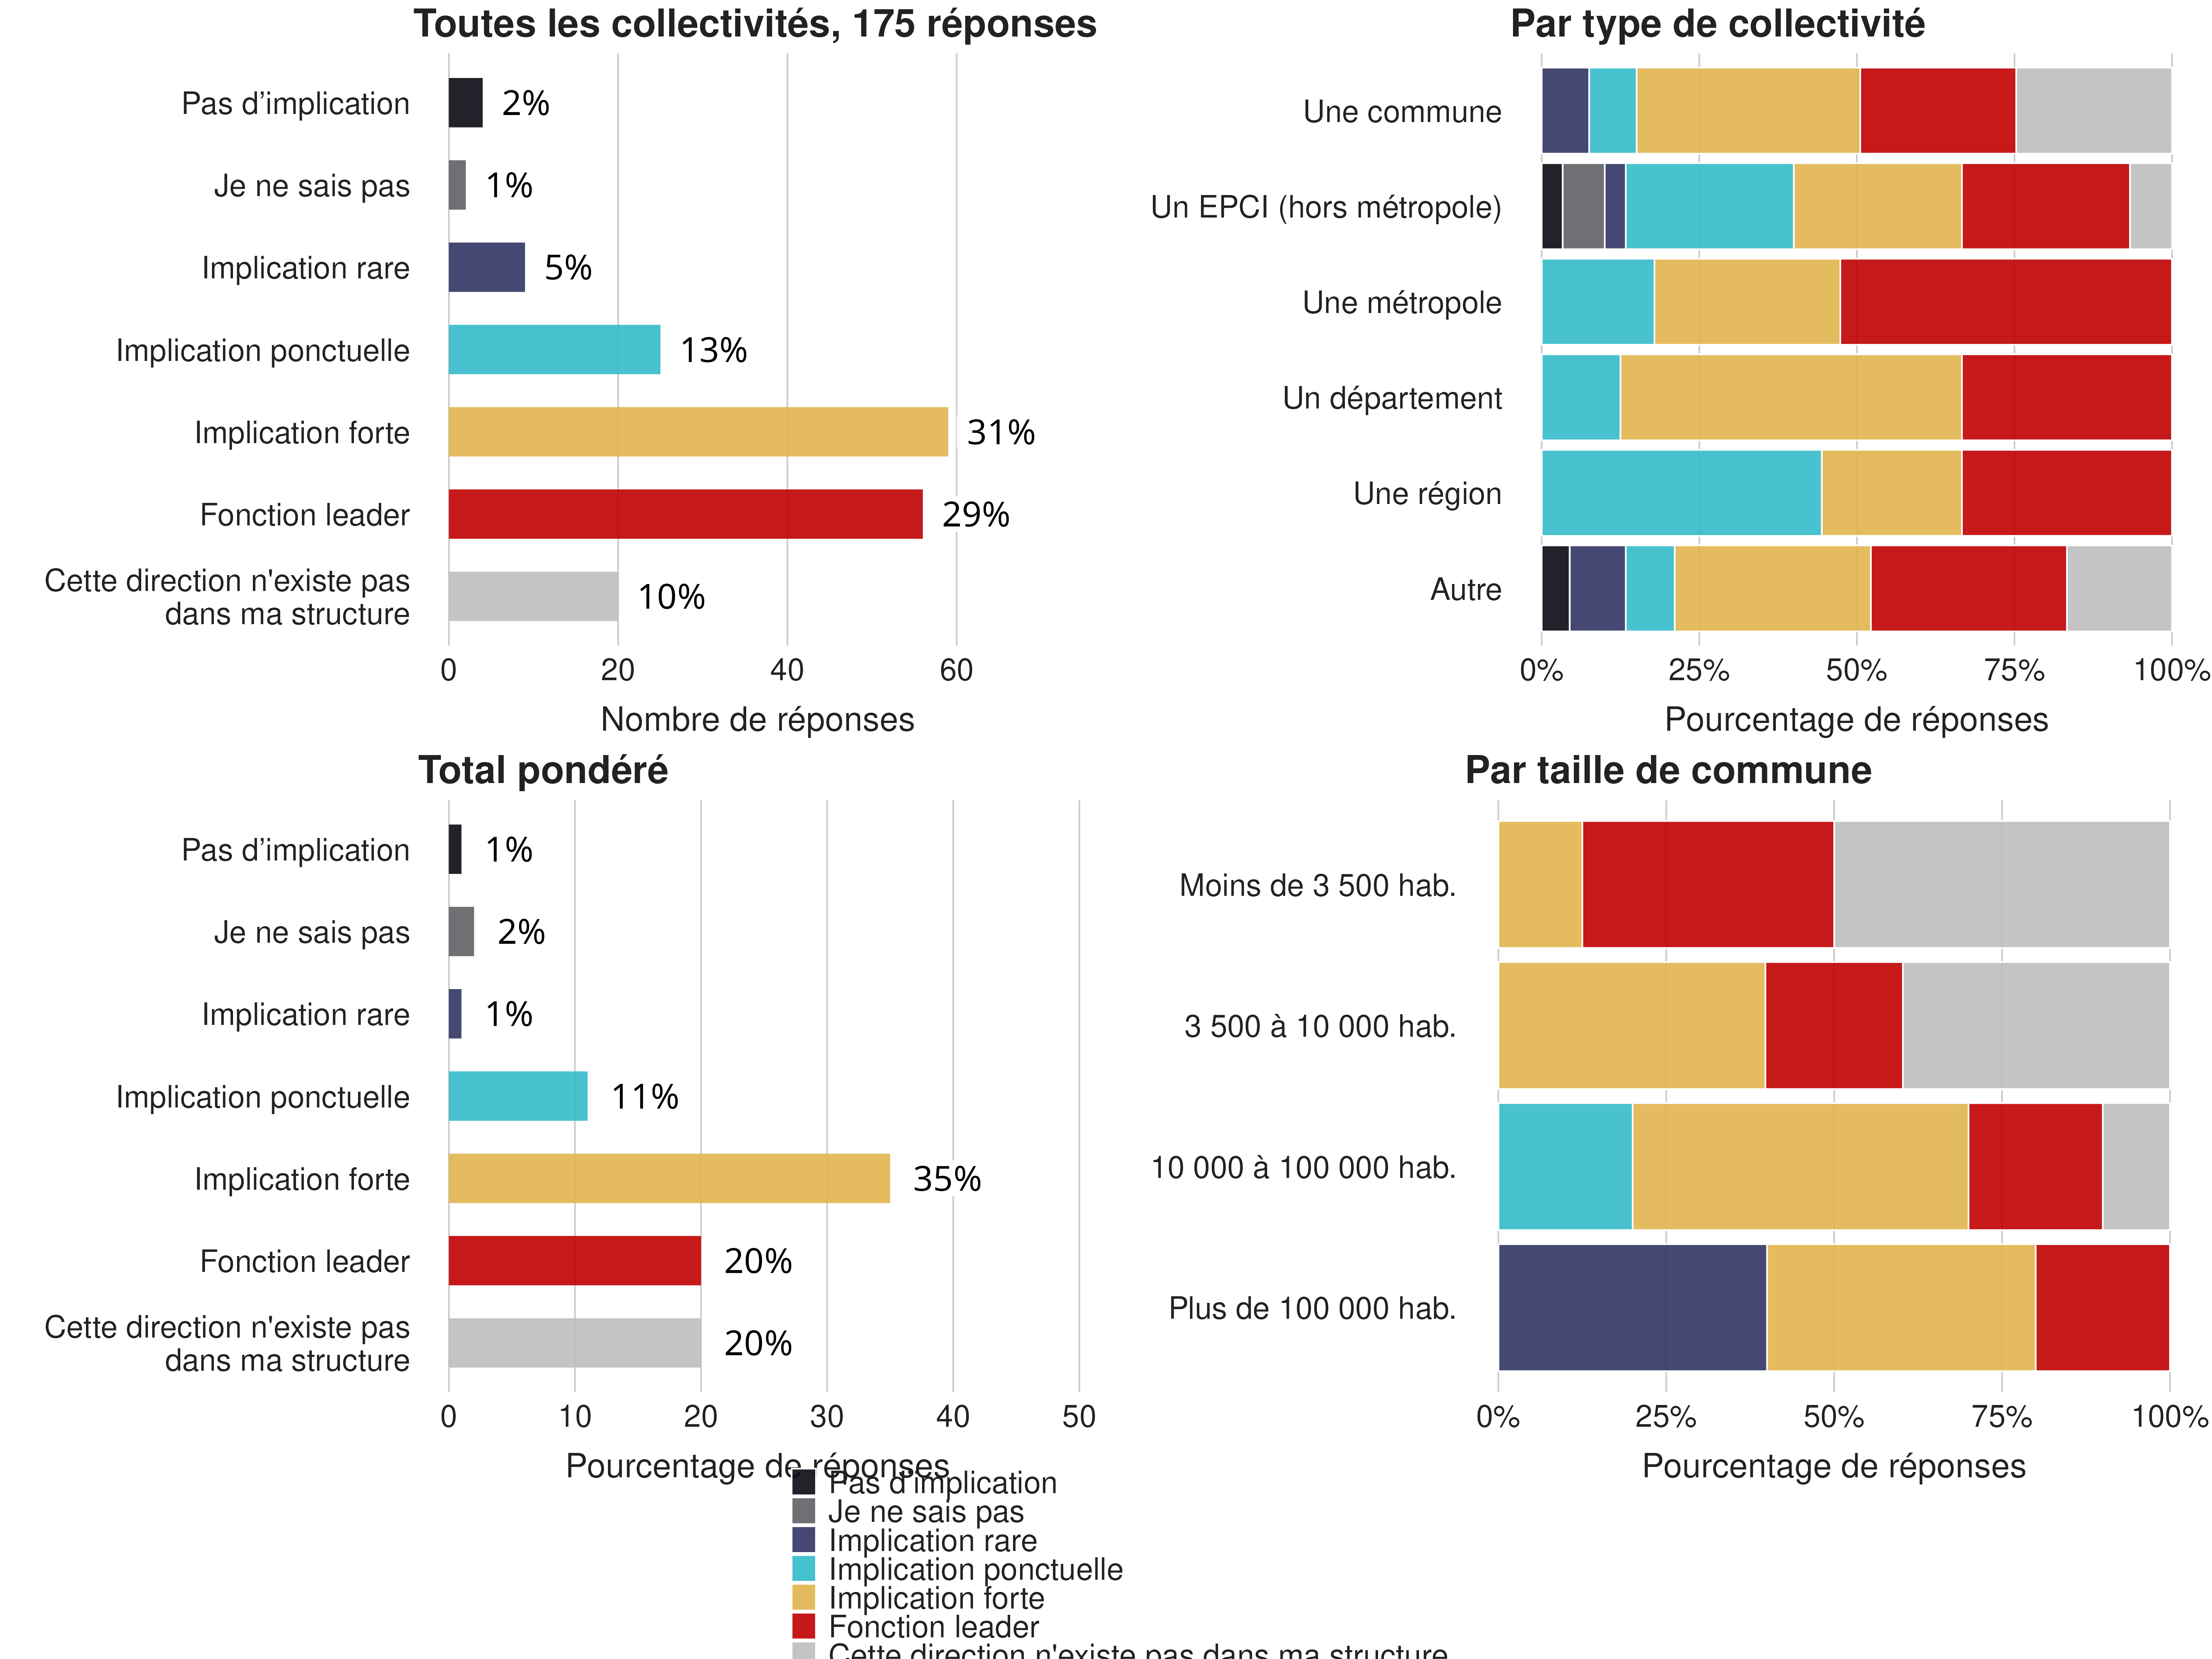 Toutes les collectivités, 175 réponses
Pas d’implication
2%
Je ne sais pas
1%
Implication rare
5%
Implication ponctuelle
13%
Implication forte
31%
Fonction leader
29%
Cette direction n'existe pas
dans ma structure
10%
0 20 40 60
Nombre de réponses
Par type de collectivité
Une commune
Un EPCI (hors métropole)
Une métropole
Un département
Une région
Autre
0% 25% 50% 75% 100%
Pourcentage de réponses
Total pondéré
Pas d’implication
1%
Je ne sais pas
2%
Implication rare
1%
Implication ponctuelle
11%
Implication forte
35%
Fonction leader
20%
Cette direction n'existe pas
dans ma structure
20%
0 10 20 30 40 50
Pourcentage de réponses
Par taille de commune
Moins de 3 500 hab.
3 500 à 10 000 hab.
10 000 à 100 000 hab.
Plus de 100 000 hab.
0% 25% 50% 75% 100%
Pourcentage de réponses
Pas d’implication
Je ne sais pas
Implication rare
Implication ponctuelle
Implication forte
Fonction leader
Cette direction n'existe pas dans ma structure